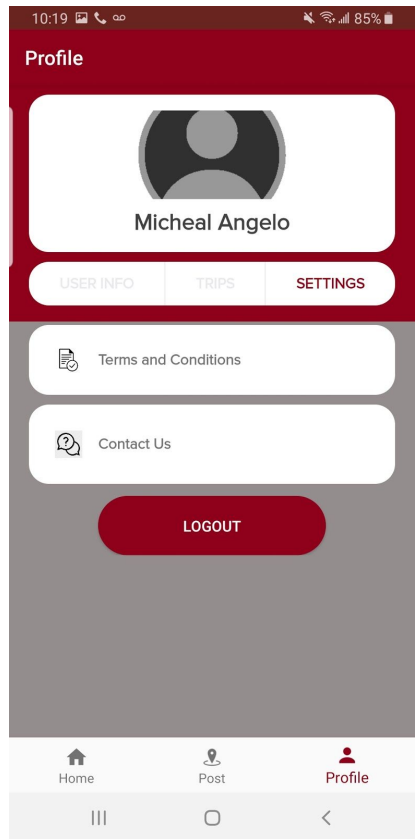 10:19 85%
Profile
Micheal Angelo
USER INFO TRIPS SETTINGS
Terms and Conditions
Contact Us
LOGOUT
Home Post Profile